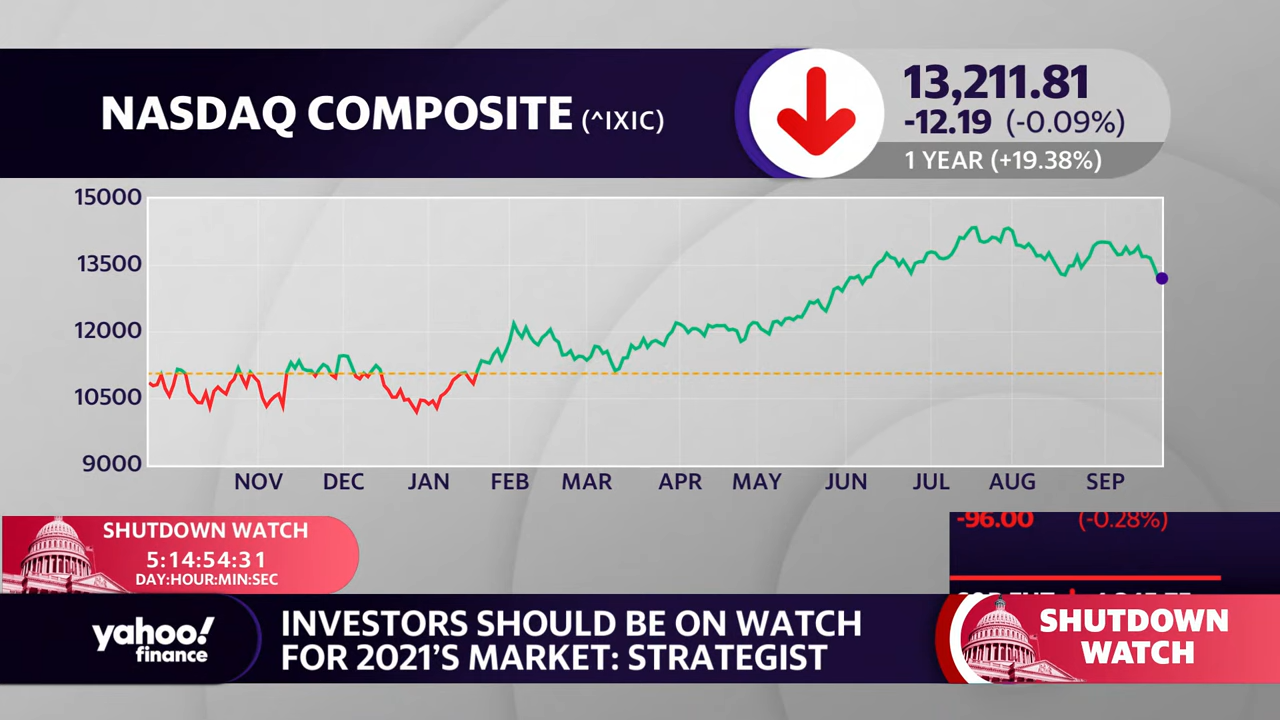 NASDAQ COMPOSITE (^IXIC)
13,211.81
-12.19 (-0.09%)
1 YEAR (+19.38%)
15000
13500
12000
10500
9000
NOV DEC JAN FEB MAR APR MAY JUN JUL AUG SEP
SHUTDOWN WATCH
5:14:54:31
DAY:HOUR:MIN:SEC
-96.00 (-0.28%)
yahoo!
finance
INVESTORS SHOULD BE ON WATCH
FOR 2021'S MARKET: STRATEGIST
SHUTDOWN
WATCH